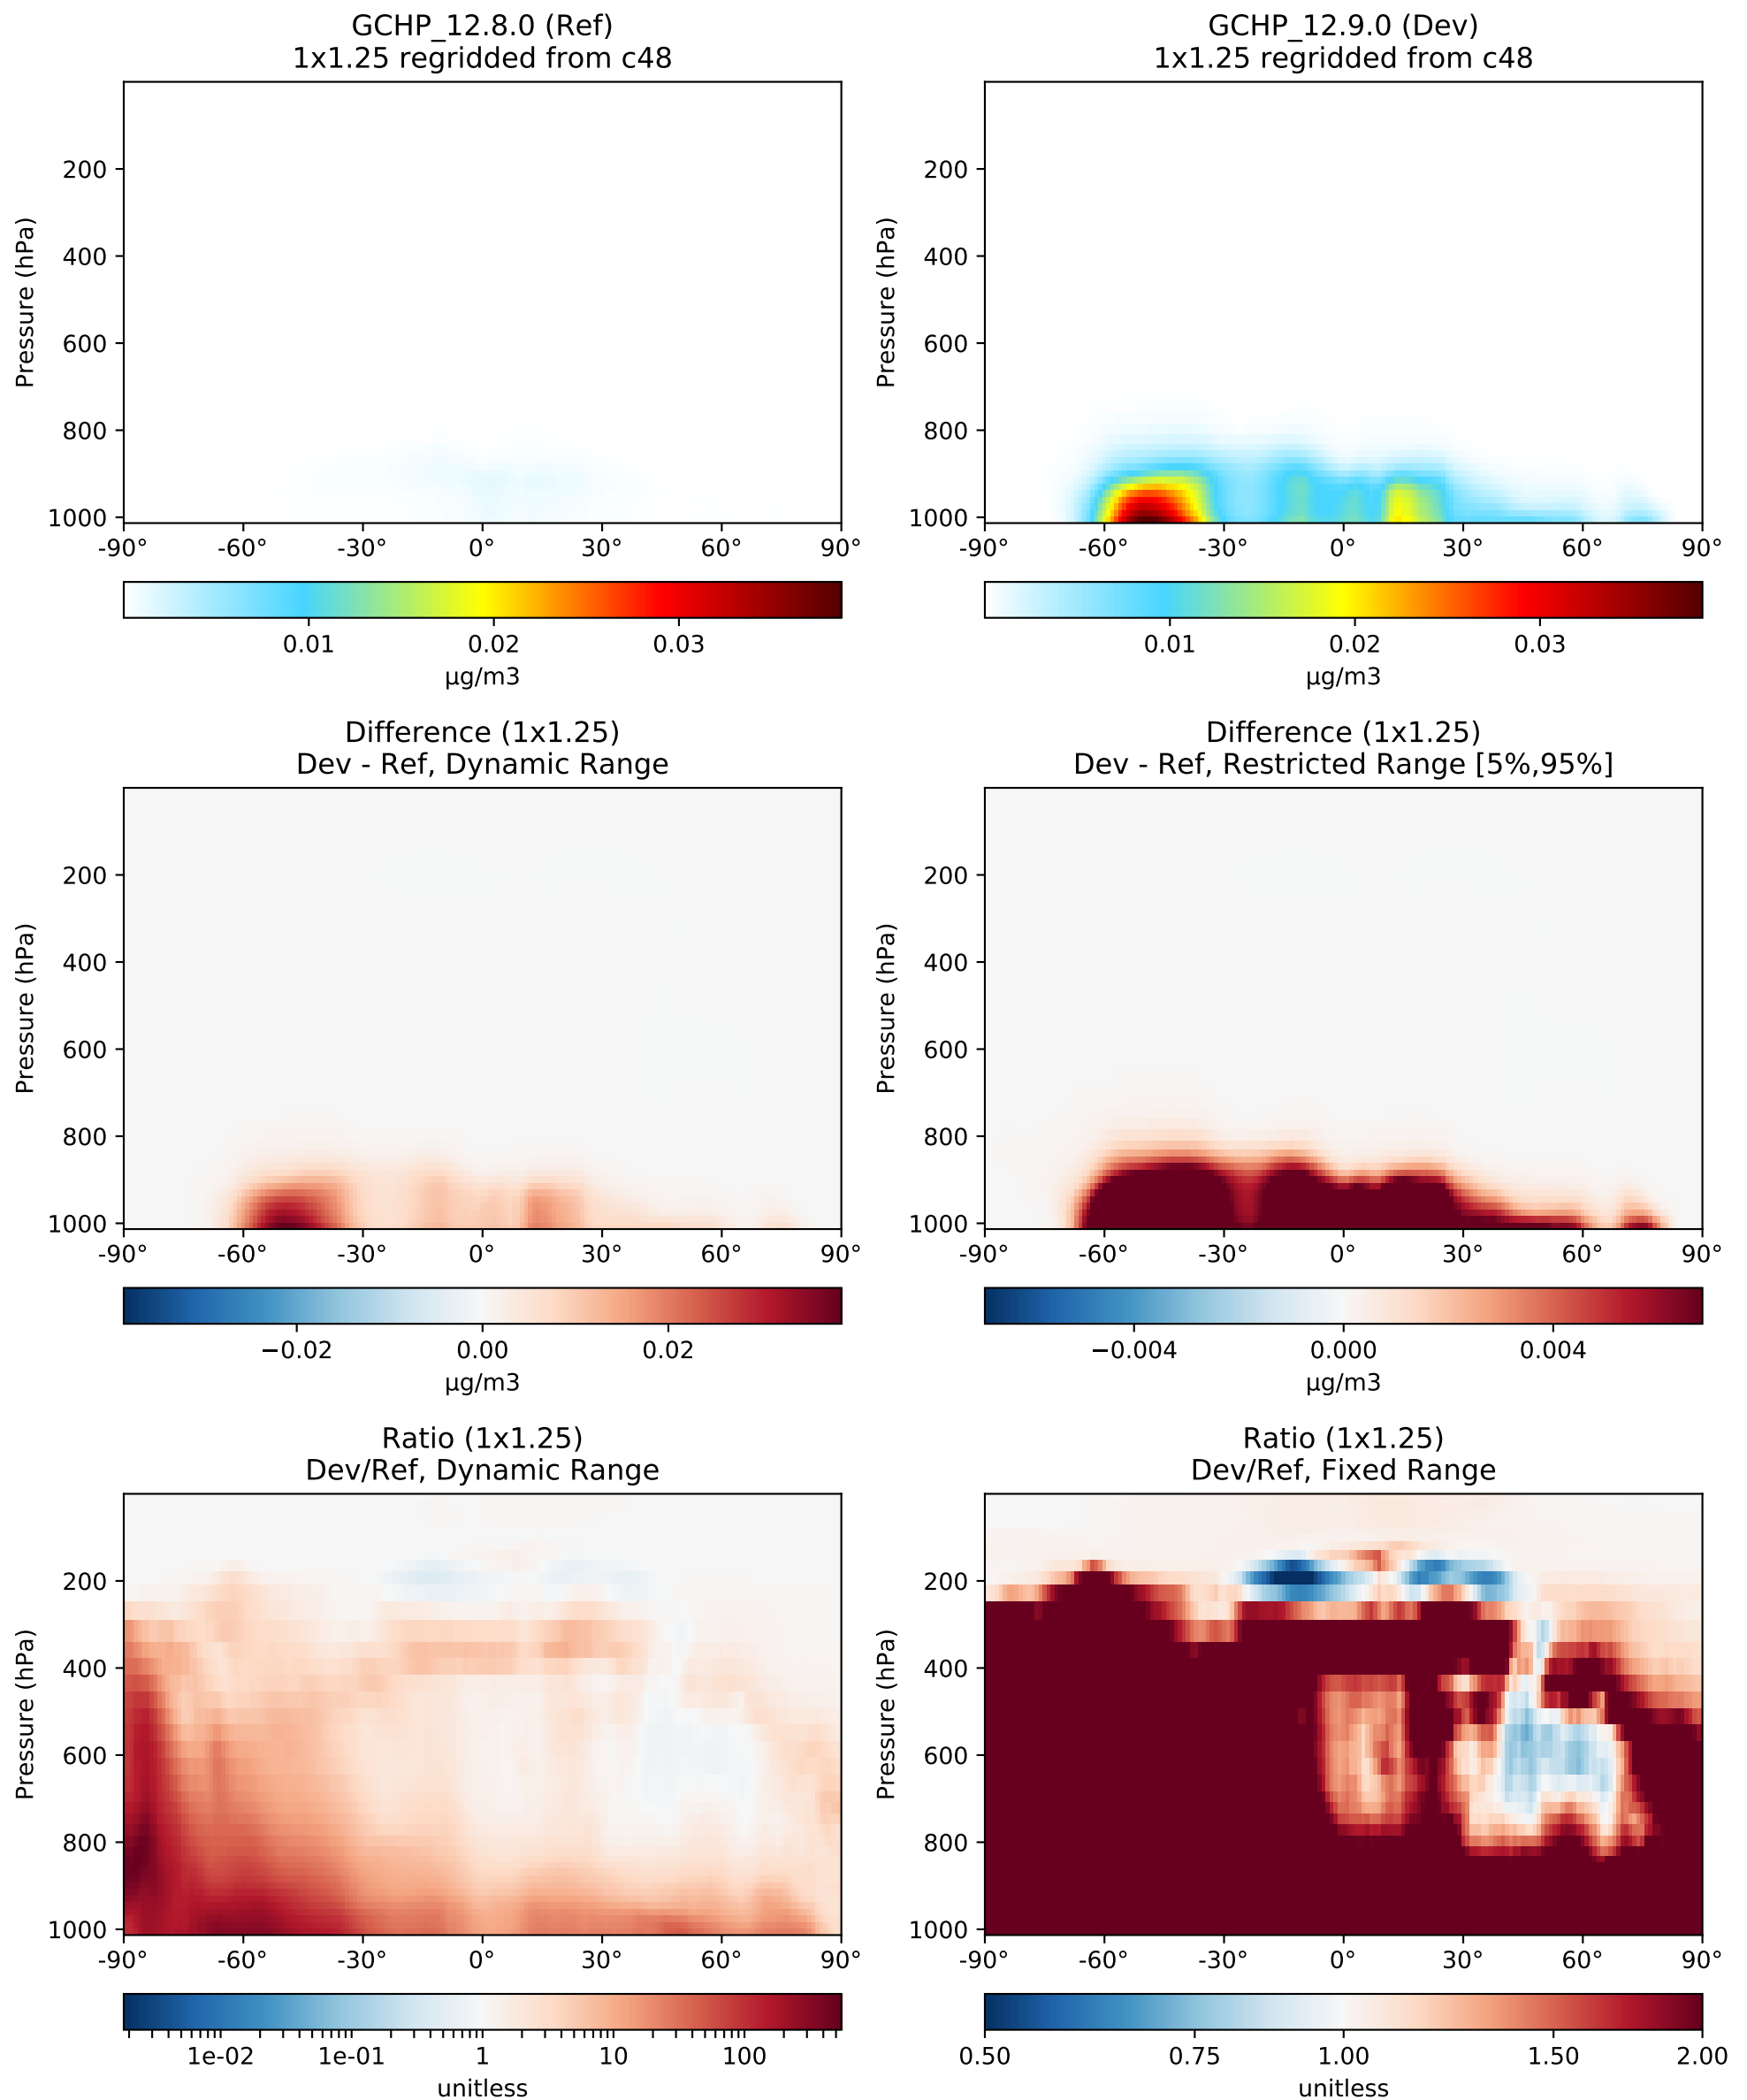 GCHP_12.8.0 (Ref)
1x1.25 regridded from c48
Pressure (hPa)
200
400
600
800
1000
-90° -60° -30° 0° 30° 60° 90°
0.01 0.02 0.03
μg/m3
GCHP_12.9.0 (Dev)
1x1.25 regridded from c48
Pressure (hPa)
200
400
600
800
1000
-90° -60° -30° 0° 30° 60° 90°
0.01 0.02 0.03
μg/m3
Difference (1x1.25)
Dev - Ref, Dynamic Range
Pressure (hPa)
200
400
600
800
1000
-90° -60° -30° 0° 30° 60° 90°
−0.02 0.00 0.02
μg/m3
Difference (1x1.25)
Dev - Ref, Restricted Range [5%,95%]
Pressure (hPa)
200
400
600
800
1000
-90° -60° -30° 0° 30° 60° 90°
−0.004 0.000 0.004
μg/m3
Ratio (1x1.25)
Dev/Ref, Dynamic Range
Pressure (hPa)
200
400
600
800
1000
-90° -60° -30° 0° 30° 60° 90°
1e-02 1e-01 1 10 100
unitless
Ratio (1x1.25)
Dev/Ref, Fixed Range
Pressure (hPa)
200
400
600
800
1000
-90° -60° -30° 0° 30° 60° 90°
0.50 0.75 1.00 1.50 2.00
unitless